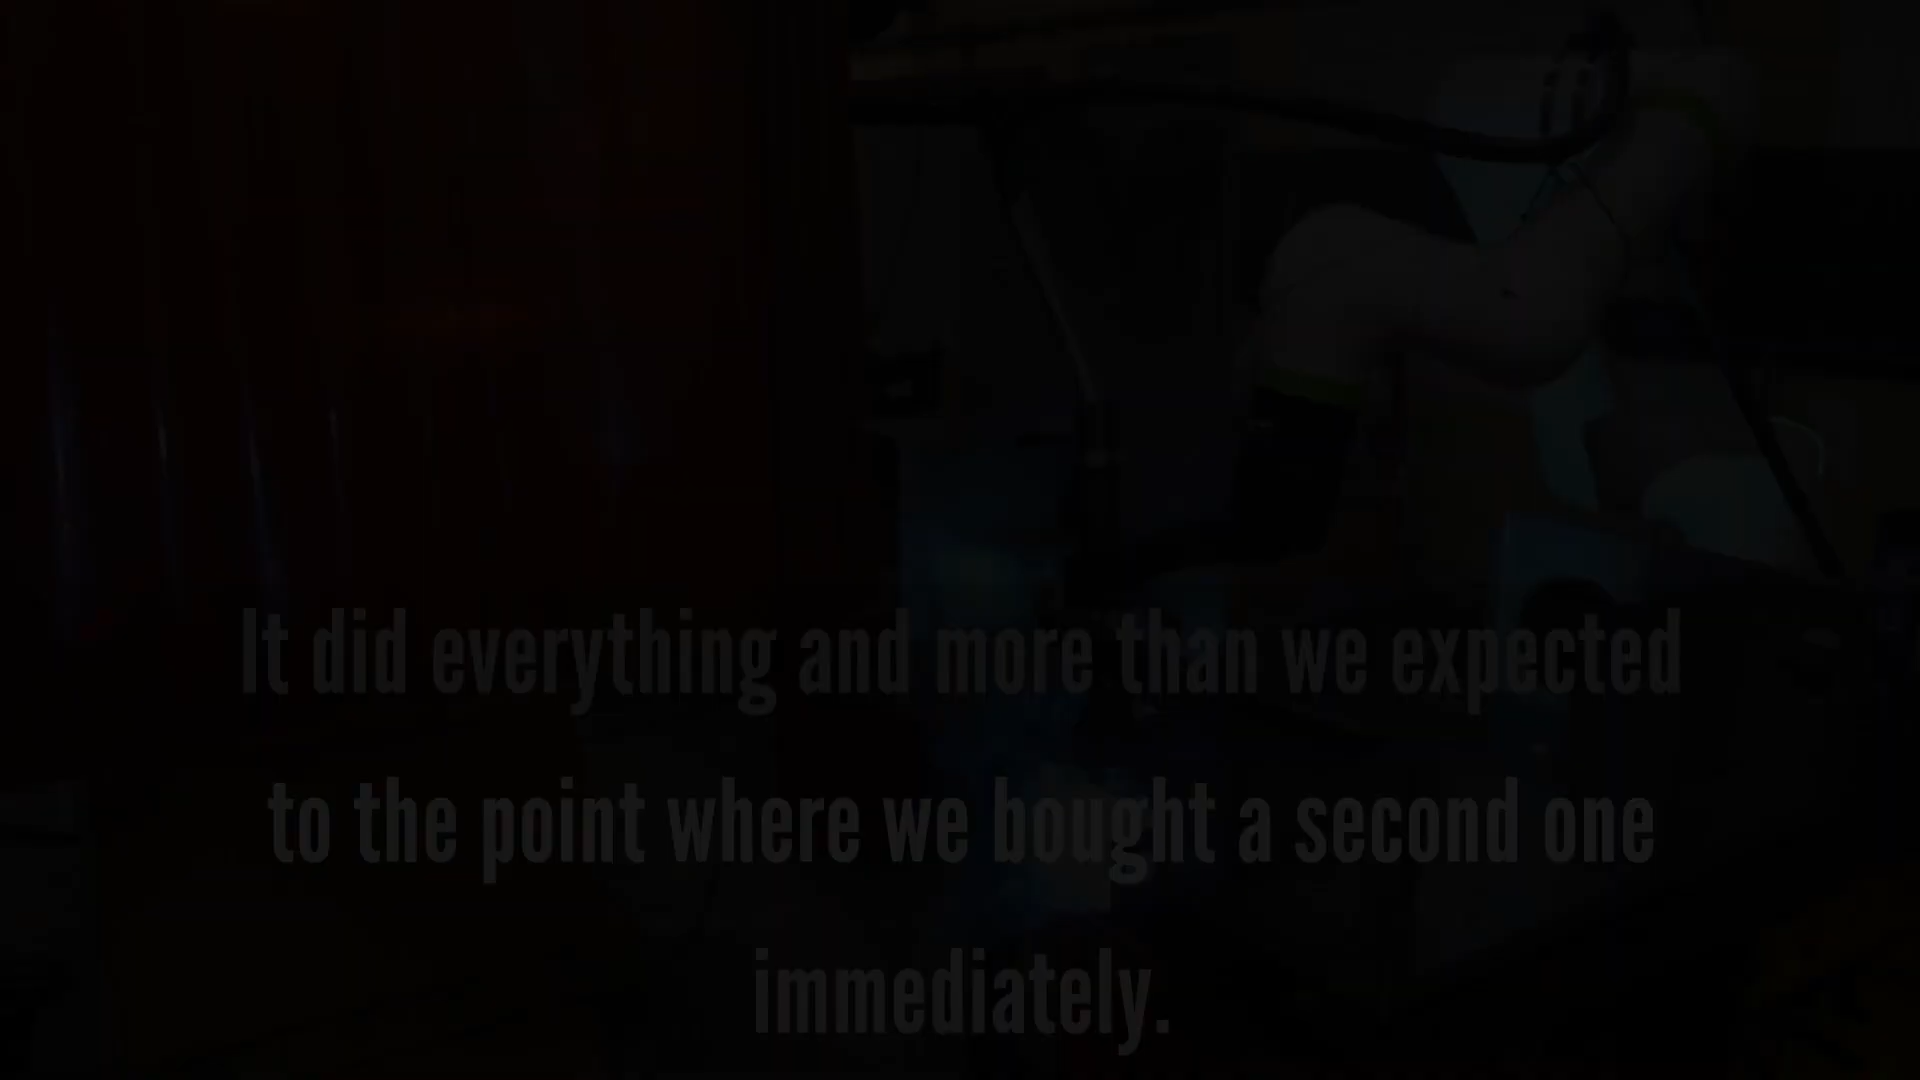 It did everything and more than we expected
to the point where we bought a second one
immediately.